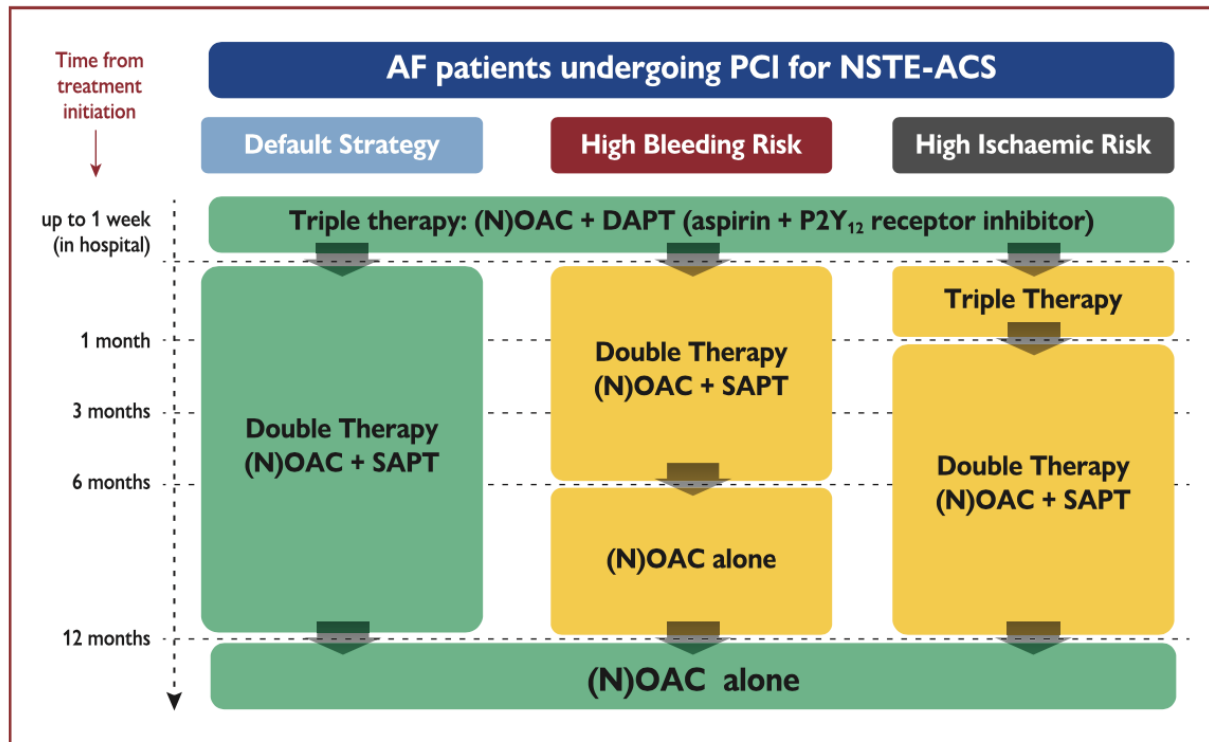 Time from
treatment
initiation
AF patients undergoing PCI for NSTE-ACS
Default Strategy
High Bleeding Risk
High Ischaemic Risk
up to 1 week
(in hospital)
Triple therapy: (N)OAC + DAPT (aspirin + P2Y₁₂ receptor inhibitor)
Triple Therapy
1 month
Double Therapy
(N)OAC + SAPT
3 months
Double Therapy
(N)OAC + SAPT
Double Therapy
(N)OAC + SAPT
6 months
(N)OAC alone
12 months
(N)OAC alone